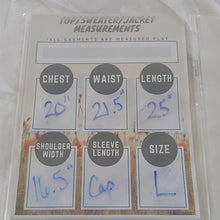 TOP/SWEATER/JACKET
MEASUREMENTS
*ALL GARMENTS ARE MEASURED FLAT
CHEST WAIST LENGTH
20" 21.5" 25"
SHOULDER WIDTH SLEEVE LENGTH SIZE
16.5" Cap L